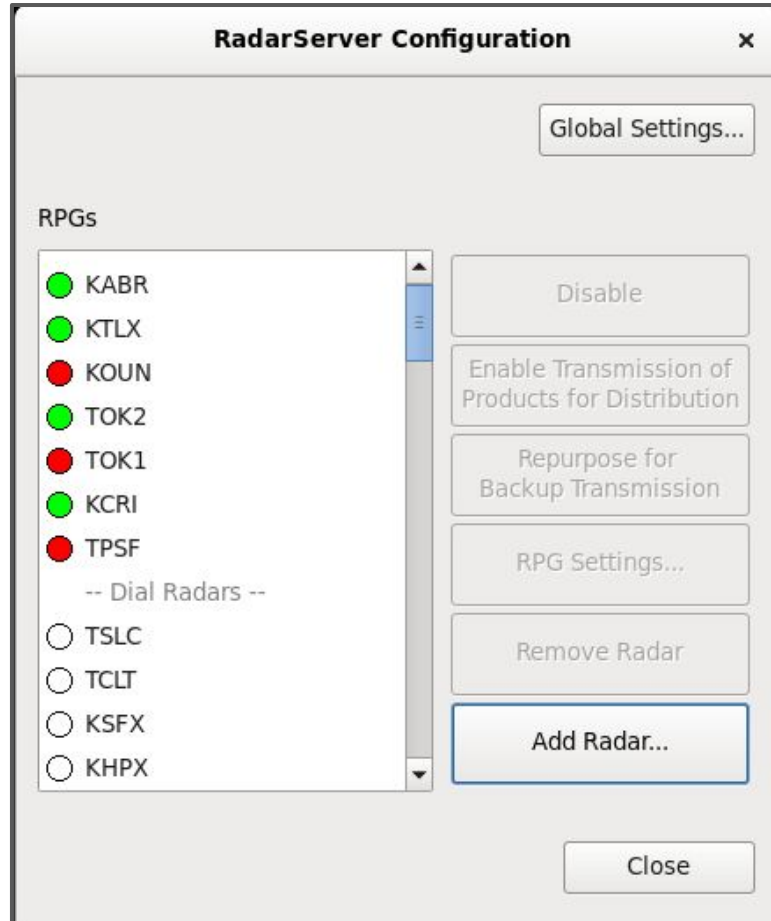 RadarServer Configuration ×
Global Settings...
RPGs
KABR
KTLX
KOUN
TOK2
TOK1
KCRI
TPSF
-- Dial Radars --
TSLC
TCLT
KSFX
KHPX
Disable
Enable Transmission of
Products for Distribution
Repurpose for
Backup Transmission
RPG Settings...
Remove Radar
Add Radar...
Close